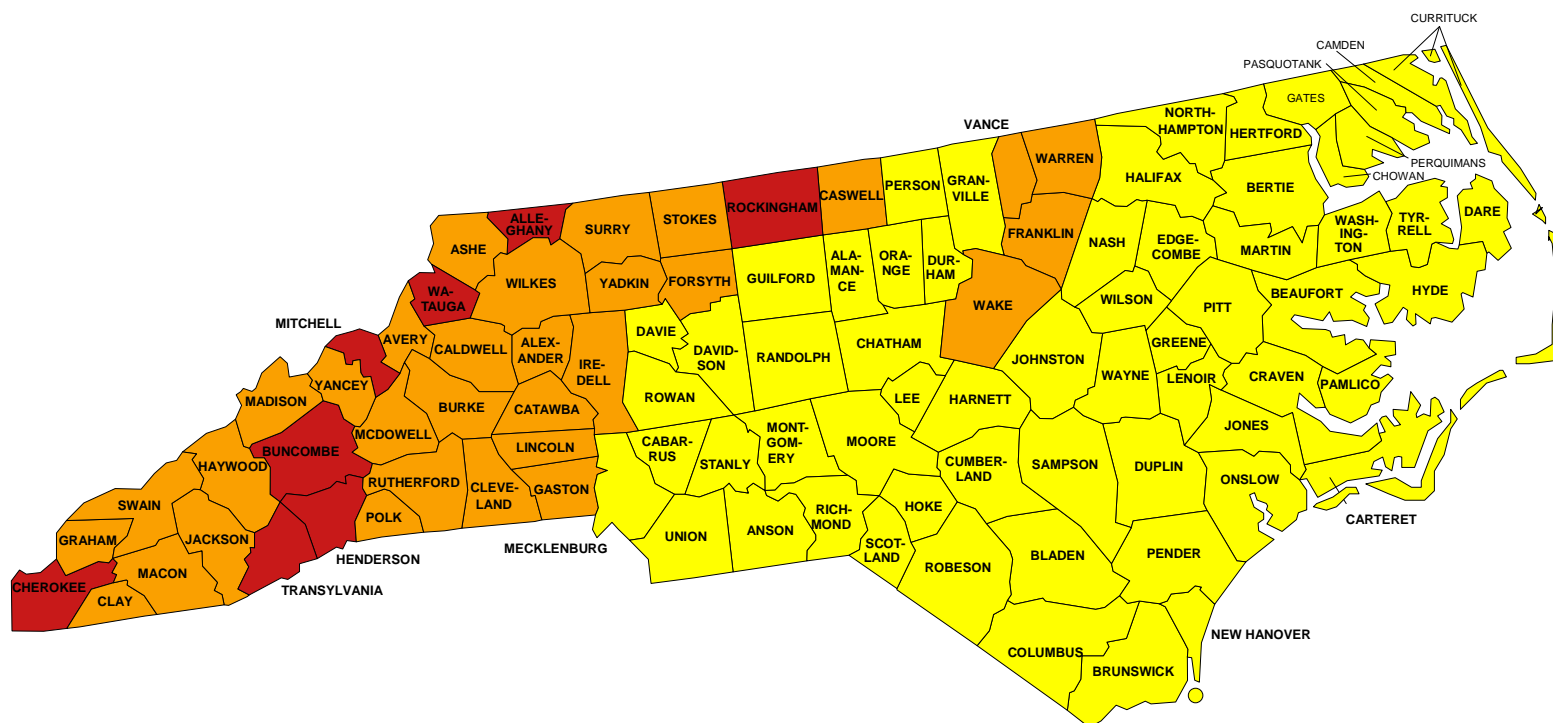 CURRITUCK
CAMDEN
PASQUOTANK
GATES
NORTH-
HAMPTON
HERTFORD
VANCE
WARREN
PERQUIMANS
CHOWAN
HALIFAX
BERTIE
PERSON
GRAN-
VILLE
CASWELL
ROCKINGHAM
STOKES
SURRY
ALLE-
GHANY
ASHE
WASH-
ING-
TON
TYR-
RELL
DARE
FRANKLIN
NASH
EDGE-
COMBE
MARTIN
WILKES
YADKIN
FORSYTH
GUILFORD
ALA-
MANCE
OR-
ANGE
DUR-
HAM
WA-
TAUGA
WAKE
WILSON
PITT
BEAUFORT
HYDE
MITCHELL
AVERY
CALDWELL
ALEX-
ANDER
IRE-
DELL
DAVIE
DAVID-
SON
RANDOLPH
CHATHAM
JOHNSTON
GREENE
WAYNE
LENOIR
CRAVEN
PAMLICO
YANCEY
MADISON
BURKE
CATAWBA
ROWAN
LEE
HARNETT
MCDOWELL
LINCOLN
CABAR-
RUS
STANLY
MONT-
GOM-
ERY
MOORE
JONES
BUNCOMBE
HAYWOOD
RUTHERFORD
CLEVE-
LAND
GASTON
CUMBER-
LAND
SAMPSON
DUPLIN
ONSLOW
SWAIN
POLK
RICH-
MOND
HOKE
CARTERET
GRAHAM
JACKSON
HENDERSON
MECKLENBURG
UNION
ANSON
SCOT-
LAND
BLADEN
PENDER
MACON
ROBESON
CHEROKEE
CLAY
TRANSYLVANIA
NEW HANOVER
COLUMBUS
BRUNSWICK